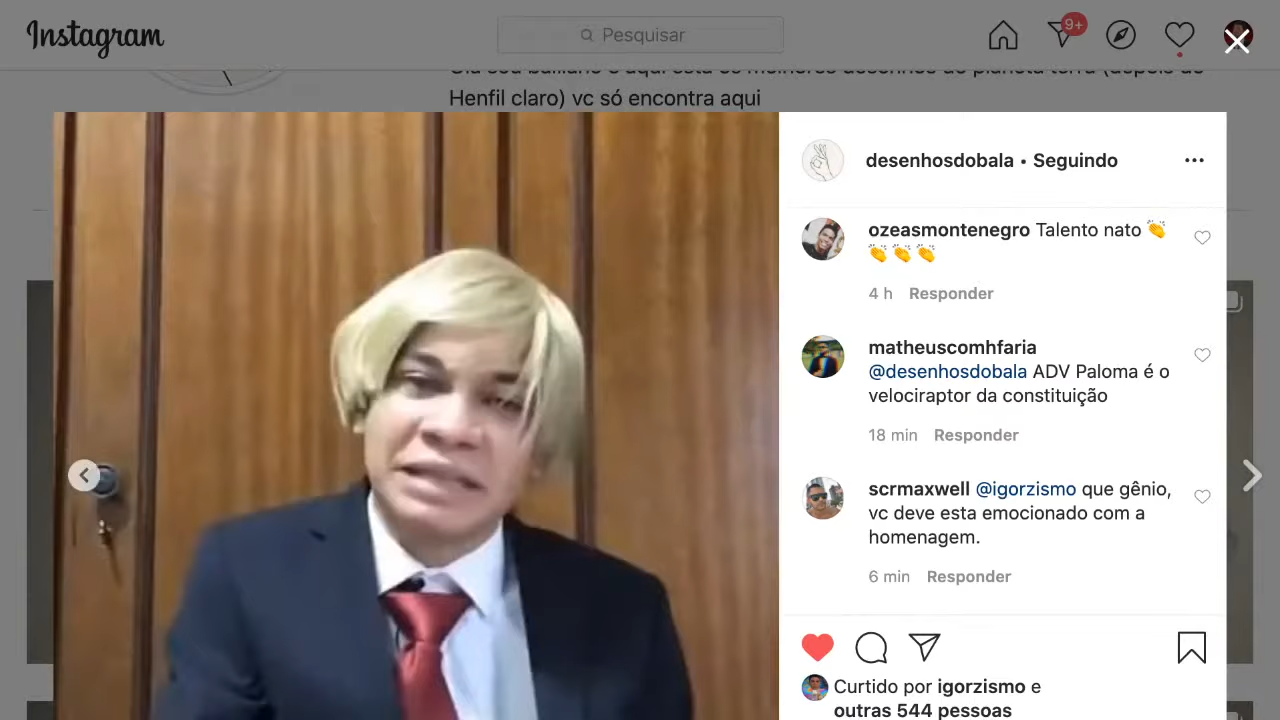 Instagram
Pesquisar
9+
Henfil claro) vc só encontra aqui
desenhosdobala • Seguindo
ozeasmontenegro Talento nato 👏
👏👏👏
4 h Responder
matheuscomhfaria
@desenhosdobala ADV Paloma é o
velociraptor da constituição
18 min Responder
scrmaxwell @igorzismo que gênio,
vc deve esta emocionado com a
homenagem.
6 min Responder
Curtido por igorzismo e
outras 544 pessoas